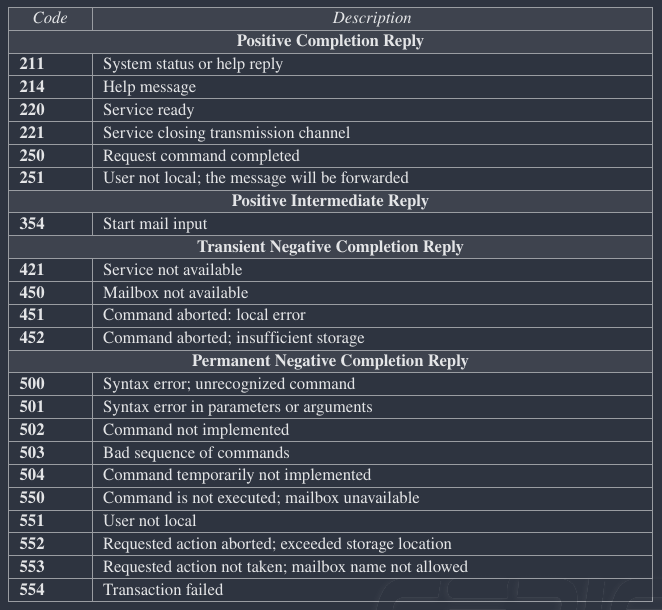 Code Description
Positive Completion Reply
211 System status or help reply
214 Help message
220 Service ready
221 Service closing transmission channel
250 Request command completed
251 User not local; the message will be forwarded
Positive Intermediate Reply
354 Start mail input
Transient Negative Completion Reply
421 Service not available
450 Mailbox not available
451 Command aborted: local error
452 Command aborted; insufficient storage
Permanent Negative Completion Reply
500 Syntax error; unrecognized command
501 Syntax error in parameters or arguments
502 Command not implemented
503 Bad sequence of commands
504 Command temporarily not implemented
550 Command is not executed; mailbox unavailable
551 User not local
552 Requested action aborted; exceeded storage location
553 Requested action not taken; mailbox name not allowed
554 Transaction failed